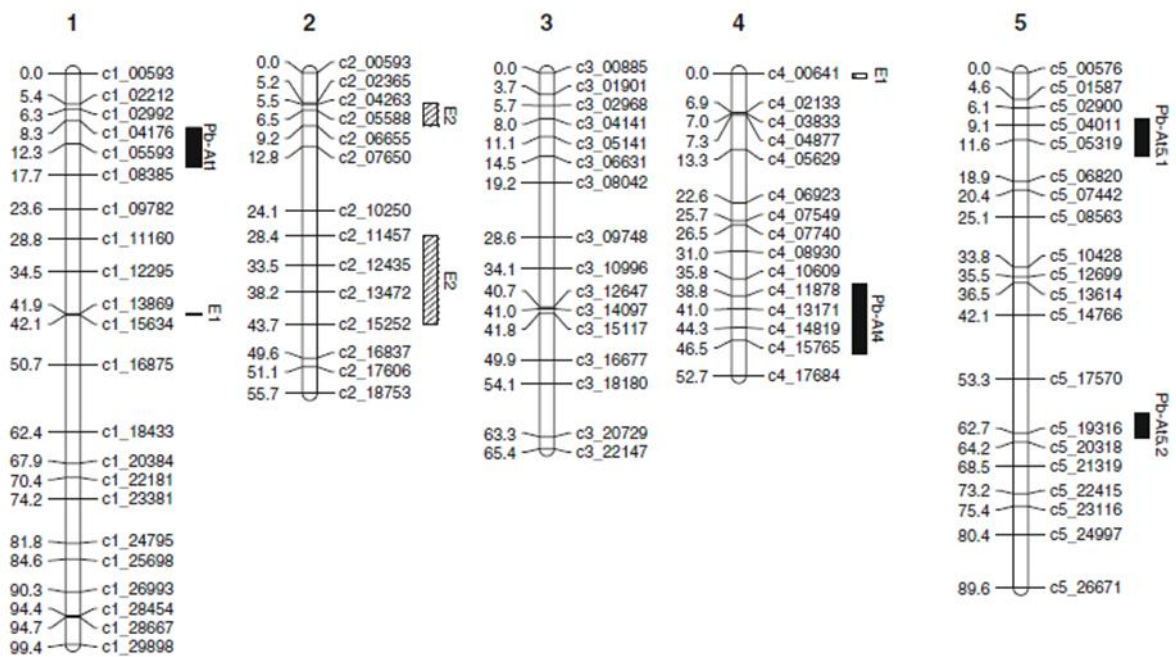 1
0.0 c1_00593
5.4 c1_02212
6.3 c1_02992
8.3 c1_04176
12.3 c1_05593
17.7 c1_08385
23.6 c1_09782
28.8 c1_11160
34.5 c1_12295
41.9 c1_13869
42.1 c1_15634
50.7 c1_16875
62.4 c1_18433
67.9 c1_20384
70.4 c1_22181
74.2 c1_23381
81.8 c1_24795
84.6 c1_25698
90.3 c1_26993
94.4 c1_28454
94.7 c1_28667
99.4 c1_29898
Pb-At1
E1
2
0.0 c2_00593
5.2 c2_02365
5.5 c2_04263
6.5 c2_05588
9.2 c2_06655
12.8 c2_07650
24.1 c2_10250
28.4 c2_11457
33.5 c2_12435
38.2 c2_13472
43.7 c2_15252
49.6 c2_16837
51.1 c2_17606
55.7 c2_18753
E2
3
0.0 c3_00885
3.7 c3_01901
5.7 c3_02968
8.0 c3_04141
11.1 c3_05141
14.5 c3_06631
19.2 c3_08042
28.6 c3_09748
34.1 c3_10996
40.7 c3_12647
41.0 c3_14097
41.8 c3_15117
49.9 c3_16677
54.1 c3_18180
63.3 c3_20729
65.4 c3_22147
4
0.0 c4_00641
6.9 c4_02133
7.0 c4_03833
7.3 c4_04877
13.3 c4_05629
22.6 c4_06923
25.7 c4_07549
26.5 c4_07740
31.0 c4_08930
35.8 c4_10609
38.8 c4_11878
41.0 c4_13171
44.3 c4_14819
46.5 c4_15765
52.7 c4_17684
E1
Pb-At4
5
0.0 c5_00576
4.6 c5_01587
6.1 c5_02900
9.1 c5_04011
11.6 c5_05319
18.9 c5_06820
20.4 c5_07442
25.1 c5_08563
33.8 c5_10428
35.5 c5_12699
36.5 c5_13614
42.1 c5_14766
53.3 c5_17570
62.7 c5_19316
64.2 c5_20318
68.5 c5_21319
73.2 c5_22415
75.4 c5_23116
80.4 c5_24997
89.6 c5_26671
Pb-At5.1
Pb-At5.2